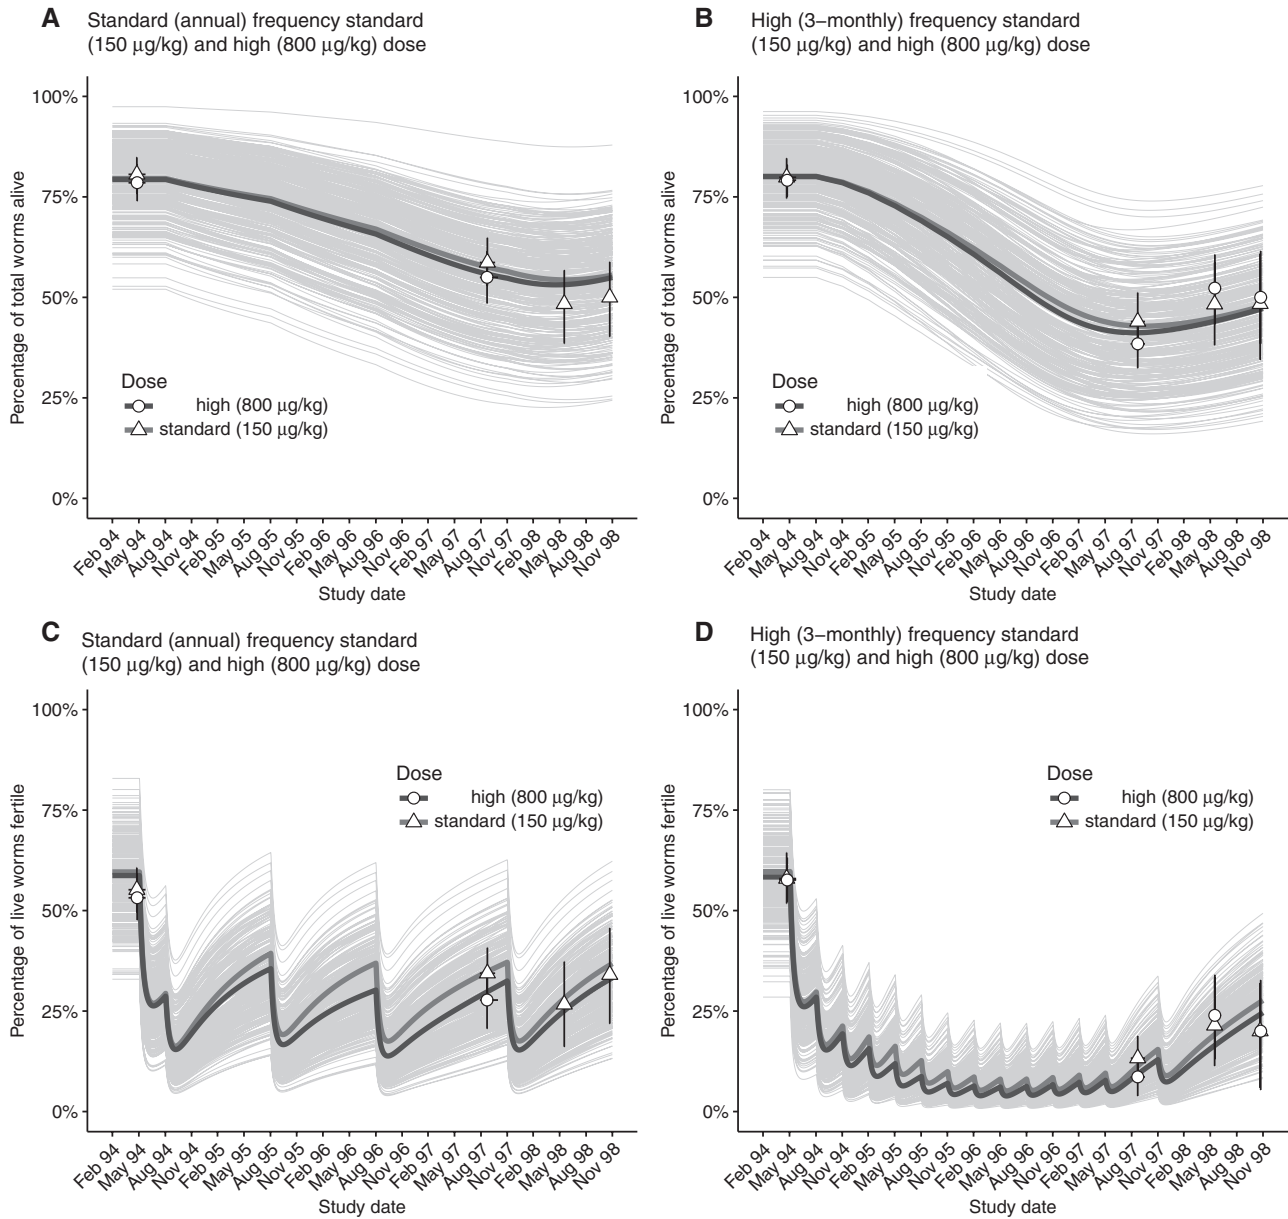 A
Standard (annual) frequency standard
(150 μg/kg) and high (800 μg/kg) dose
Percentage of total worms alive
100%
75%
50%
25%
0%
Dose
high (800 μg/kg)
standard (150 μg/kg)
Feb 94
May 94
Aug 94
Nov 94
Feb 95
May 95
Aug 95
Nov 95
Feb 96
May 96
Aug 96
Nov 96
Feb 97
May 97
Aug 97
Nov 97
Feb 98
May 98
Aug 98
Nov 98
Study date
B
High (3−monthly) frequency standard
(150 μg/kg) and high (800 μg/kg) dose
Percentage of total worms alive
100%
75%
50%
25%
0%
Dose
high (800 μg/kg)
standard (150 μg/kg)
Feb 94
May 94
Aug 94
Nov 94
Feb 95
May 95
Aug 95
Nov 95
Feb 96
May 96
Aug 96
Nov 96
Feb 97
May 97
Aug 97
Nov 97
Feb 98
May 98
Aug 98
Nov 98
Study date
C
Standard (annual) frequency standard
(150 μg/kg) and high (800 μg/kg) dose
Percentage of live worms fertile
100%
75%
50%
25%
0%
Dose
high (800 μg/kg)
standard (150 μg/kg)
Feb 94
May 94
Aug 94
Nov 94
Feb 95
May 95
Aug 95
Nov 95
Feb 96
May 96
Aug 96
Nov 96
Feb 97
May 97
Aug 97
Nov 97
Feb 98
May 98
Aug 98
Nov 98
Study date
D
High (3−monthly) frequency standard
(150 μg/kg) and high (800 μg/kg) dose
Percentage of live worms fertile
100%
75%
50%
25%
0%
Dose
high (800 μg/kg)
standard (150 μg/kg)
Feb 94
May 94
Aug 94
Nov 94
Feb 95
May 95
Aug 95
Nov 95
Feb 96
May 96
Aug 96
Nov 96
Feb 97
May 97
Aug 97
Nov 97
Feb 98
May 98
Aug 98
Nov 98
Study date